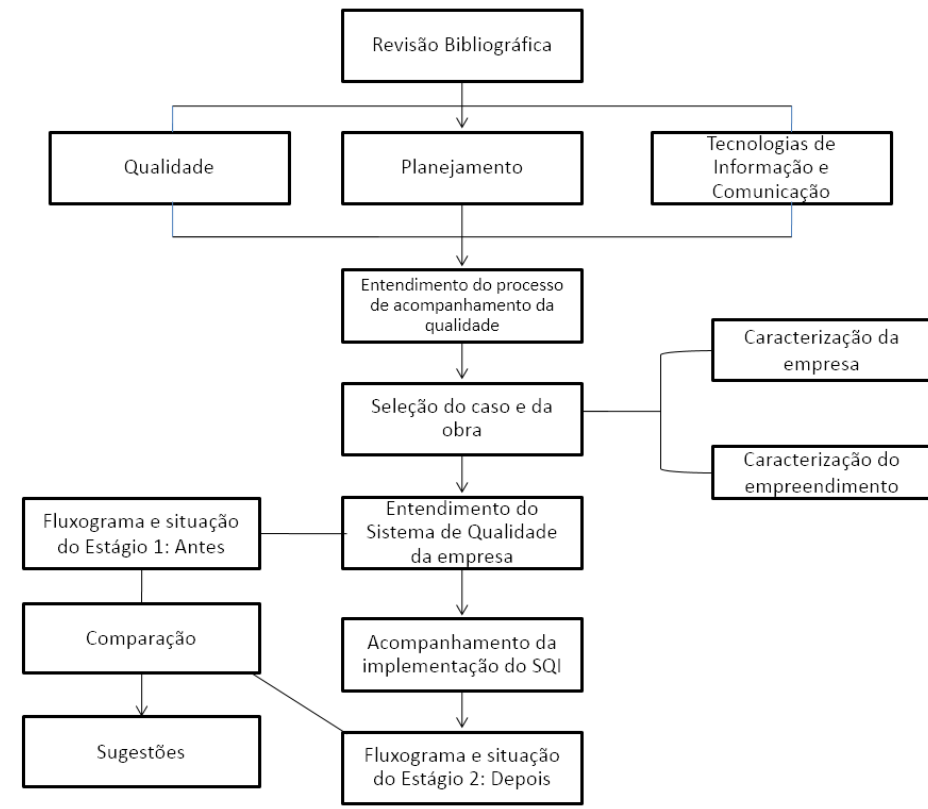 Revisão Bibliográfica
Qualidade
Planejamento
Tecnologias de
Informação e
Comunicação
Entendimento do processo
de acompanhamento da
qualidade
Caracterização da
empresa
Seleção do caso e da
obra
Caracterização do
empreendimento
Fluxograma e situação
do Estágio 1: Antes
Entendimento do
Sistema de Qualidade
da empresa
Comparação
Acompanhamento da
implementação do SQI
Sugestões
Fluxograma e situação
do Estágio 2: Depois